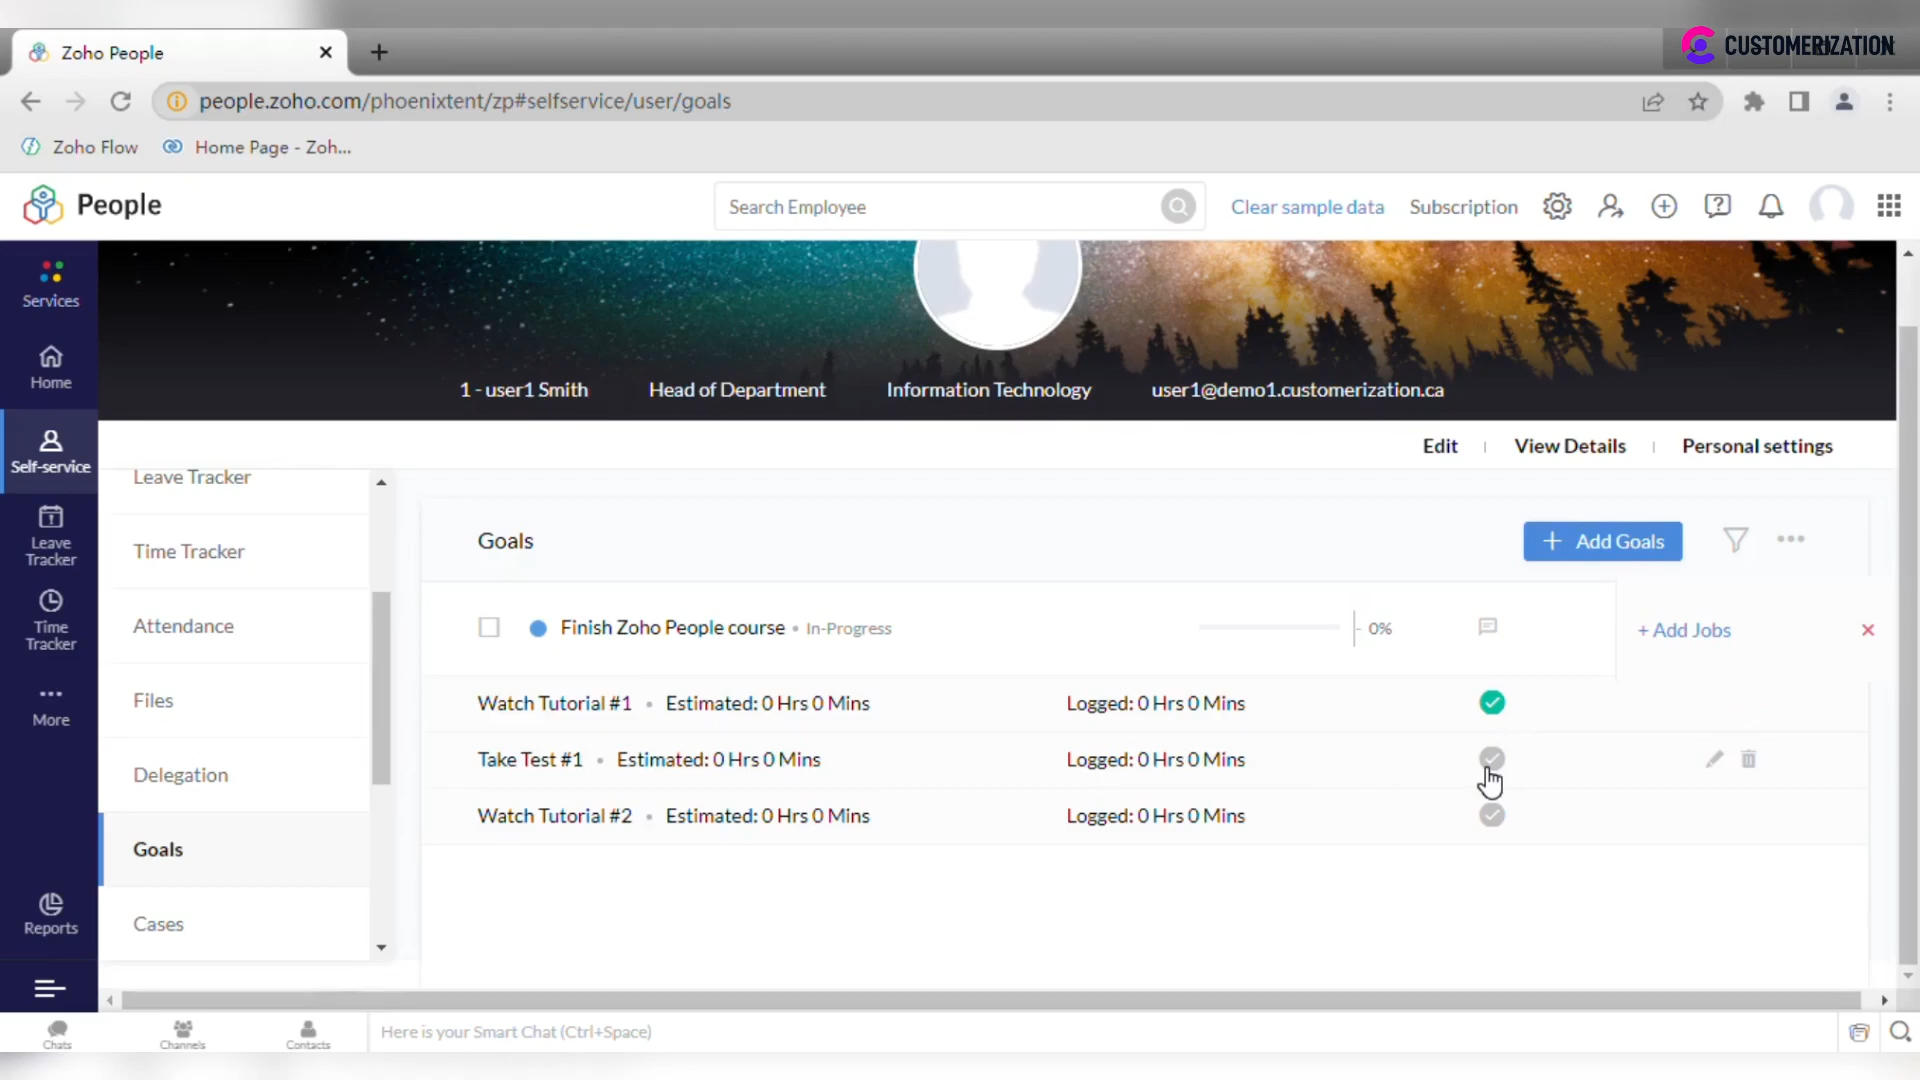 Zoho People
CUSTOMERIZATION
people.zoho.com/phoenixtent/zp#selfservice/user/goals
Zoho Flow
Home Page - Zoh...
People
Search Employee
Clear sample data
Subscription
Services
Home
Self-service
Leave
Tracker
Time
Tracker
More
Reports
1 - user1 Smith
Head of Department
Information Technology
user1@demo1.customerization.ca
Edit
View Details
Personal settings
Leave Tracker
Time Tracker
Attendance
Files
Delegation
Goals
Cases
Goals
+ Add Goals
Finish Zoho People course • In-Progress
0%
+ Add Jobs
Watch Tutorial #1 • Estimated: 0 Hrs 0 Mins Logged: 0 Hrs 0 Mins
Take Test #1 • Estimated: 0 Hrs 0 Mins Logged: 0 Hrs 0 Mins
Watch Tutorial #2 • Estimated: 0 Hrs 0 Mins Logged: 0 Hrs 0 Mins
Chats
Channels
Contacts
Here is your Smart Chat (Ctrl+Space)